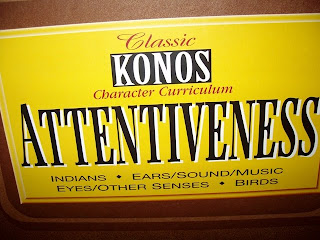 Classic
KONOS
Character Curriculum
ATTENTIVENESS
INDIANS • EARS/SOUND/MUSIC
EYES/OTHER SENSES • BIRDS